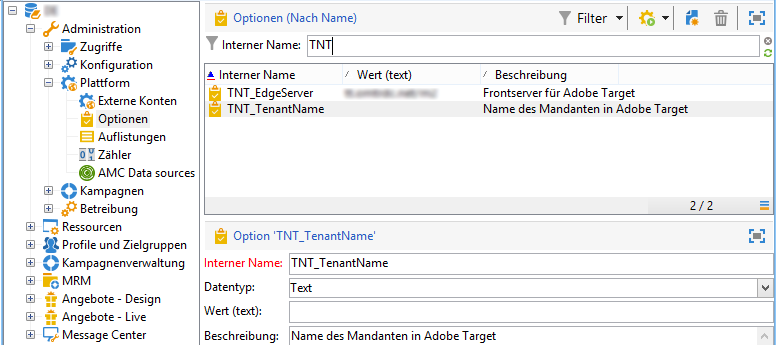 Administration
Zugriffe
Konfiguration
Plattform
Externe Konten
Optionen
Auflistungen
Zähler
AMC Data sources
Kampagnen
Betreibung
Ressourcen
Profile und Zielgruppen
Kampagnenverwaltung
MRM
Angebote - Design
Angebote - Live
Message Center
Optionen (Nach Name)
Filter
Interner Name: TNT
Interner Name Wert (text) Beschreibung
TNT_EdgeServer Frontserver für Adobe Target
TNT_TenantName Name des Mandanten in Adobe Target
2 / 2
Option 'TNT_TenantName'
Interner Name: TNT_TenantName
Datentyp: Text
Wert (text):
Beschreibung: Name des Mandanten in Adobe Target